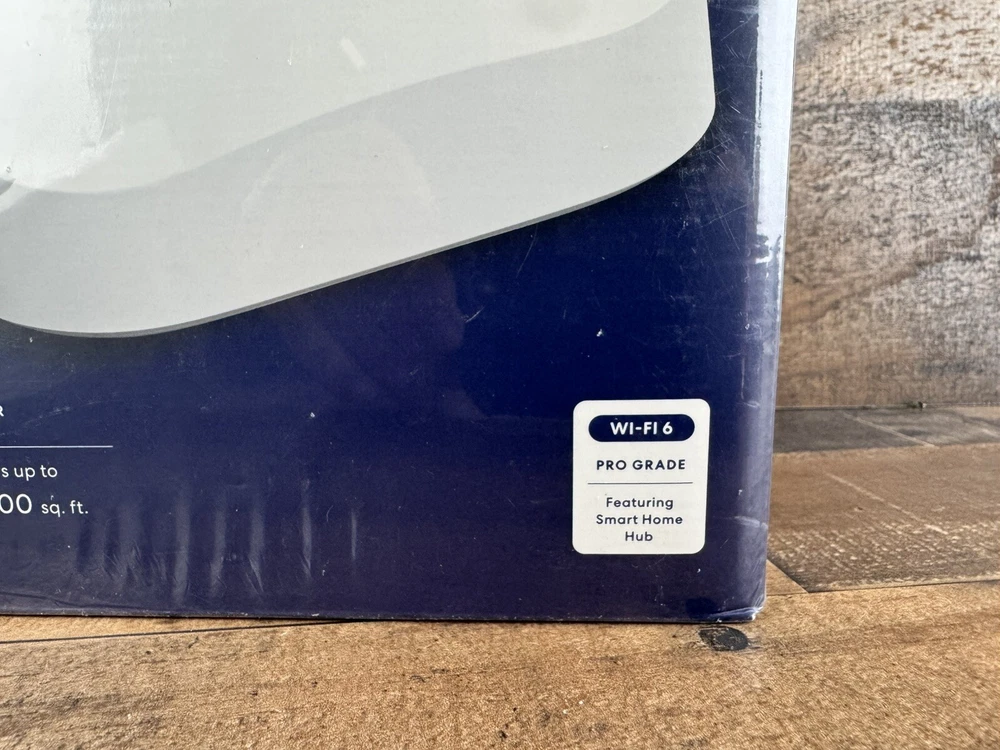 R
s up to
00 sq. ft.
WI-FI 6
PRO GRADE
Featuring
Smart Home
Hub